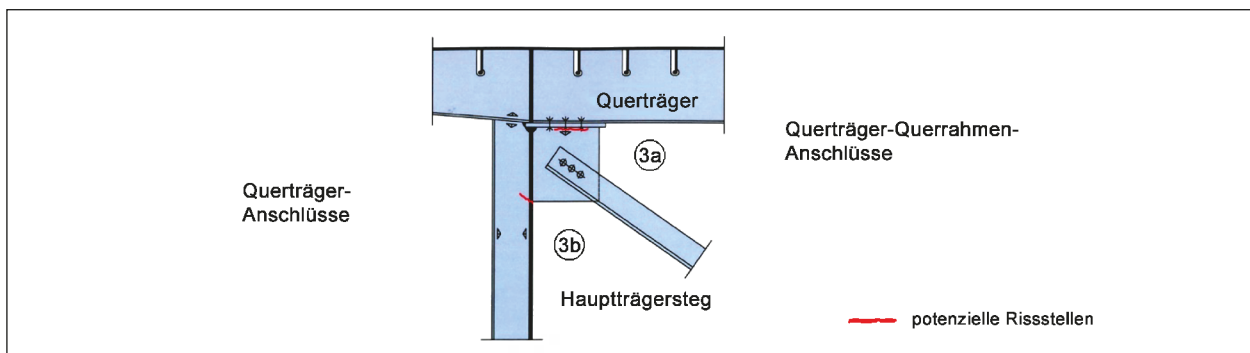 Querträger
Querträger-Querrahmen-
Anschlüsse
3a
Querträger-
Anschlüsse
3b
Hauptträgersteg
potenzielle Rissstellen